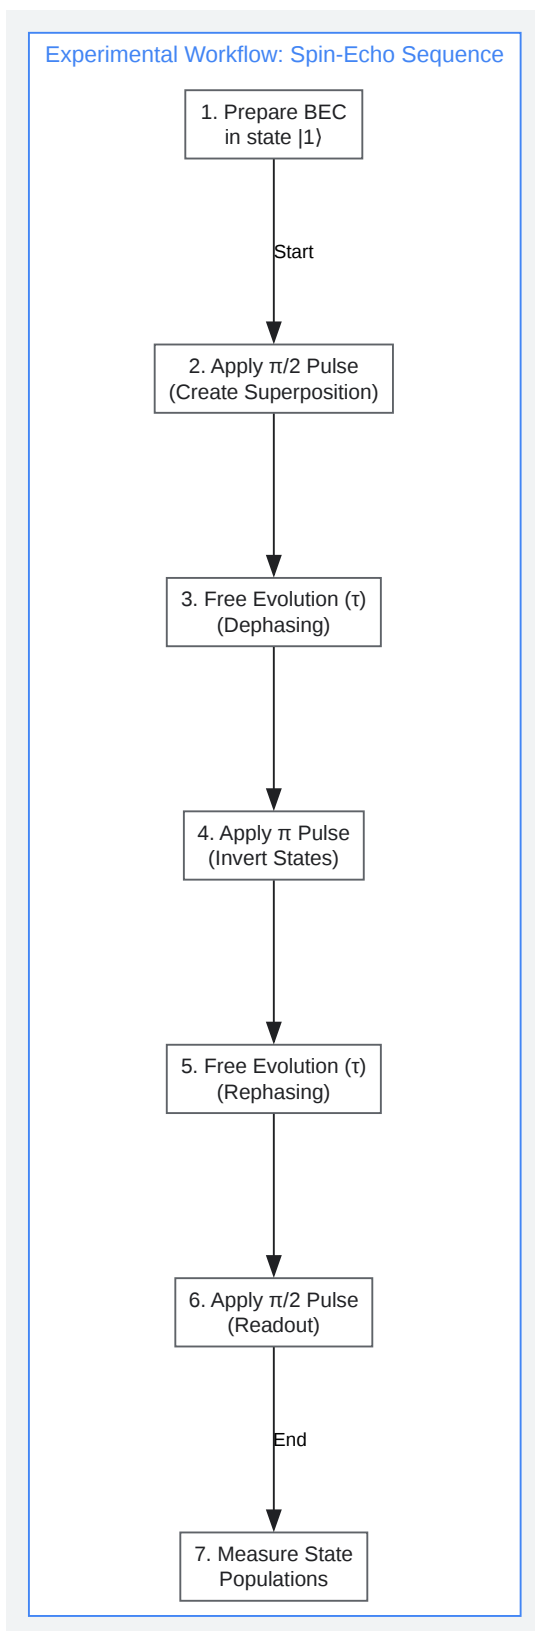 Experimental Workflow: Spin-Echo Sequence
1. Prepare BEC
in state |1⟩
Start
2. Apply π/2 Pulse
(Create Superposition)
3. Free Evolution (τ)
(Dephasing)
4. Apply π Pulse
(Invert States)
5. Free Evolution (τ)
(Rephasing)
6. Apply π/2 Pulse
(Readout)
End
7. Measure State
Populations